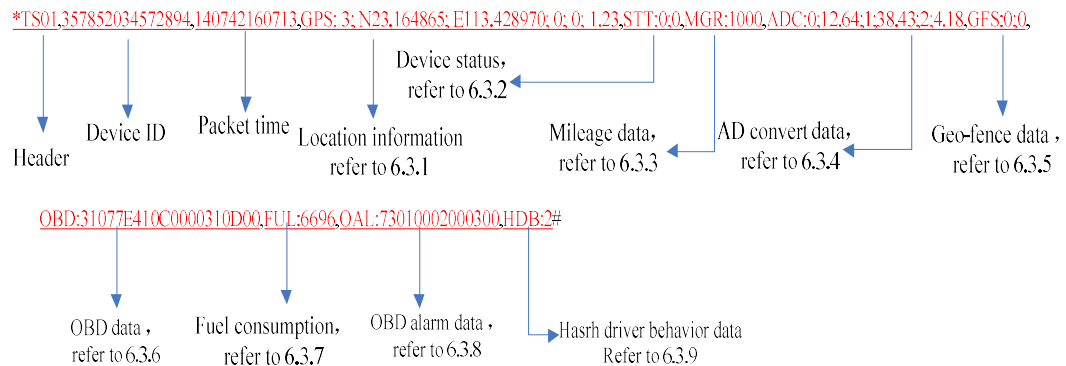 *TS01,357852034572894,140742160713,GPS: 3; N23.164865; E113.428970; 0; 0; 1.23,STT:0;0,MGR:1000,ADC:0;12.64;1;38.43;2;4.18,GFS:0;0,
Device status,
refer to 6.3.2
Header
Device ID
Packet time
Location information
refer to 6.3.1
Mileage data,
refer to 6.3.3
AD convert data,
refer to 6.3.4
Geo-fence data,
refer to 6.3.5
OBD:31077E410C0000310D00,FUL:6696,OAL:73010002000300,HDB:2#
OBD data,
refer to 6.3.6
Fuel consumption,
refer to 6.3.7
OBD alarm data,
refer to 6.3.8
Hasrh driver behavior data
Refer to 6.3.9